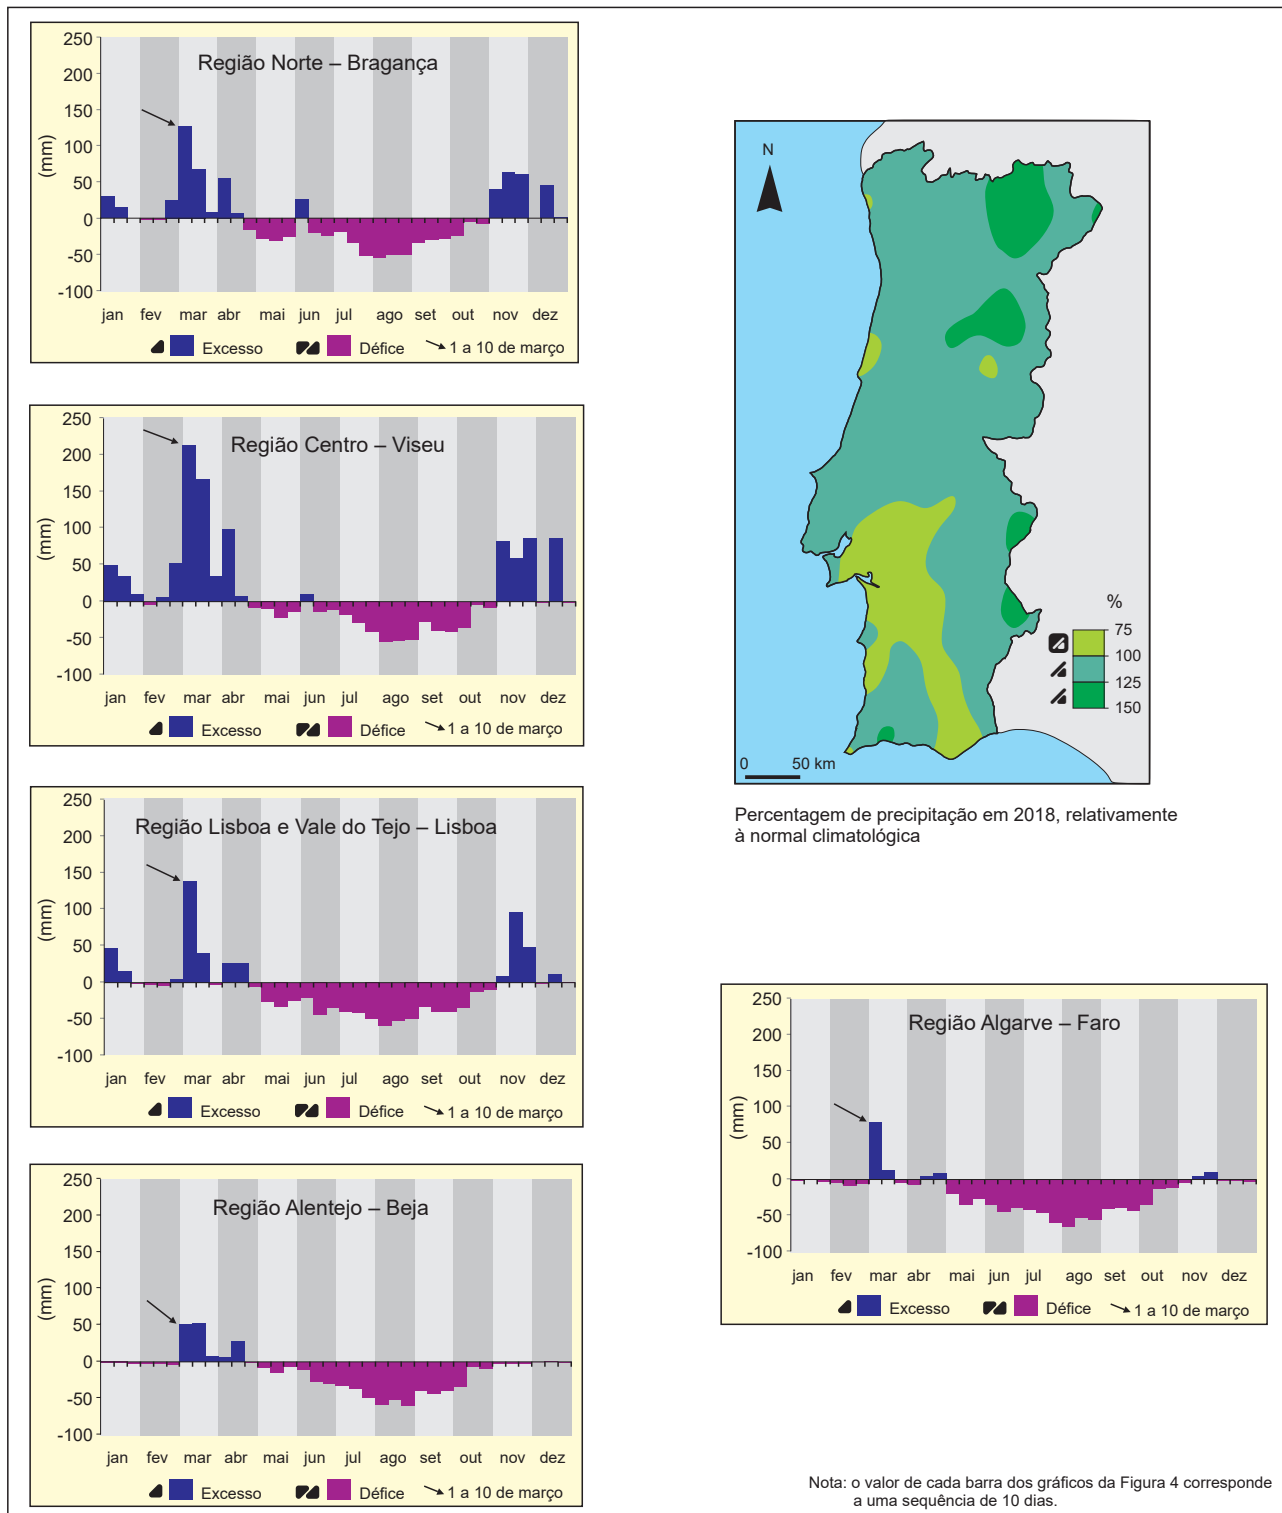 Região Norte – Bragança
(mm)
250
200
150
100
50
0
-50
-100
jan fev mar abr mai jun jul ago set out nov dez
Excesso Défice 1 a 10 de março
Região Centro – Viseu
(mm)
250
200
150
100
50
0
-50
-100
jan fev mar abr mai jun jul ago set out nov dez
Excesso Défice 1 a 10 de março
Região Lisboa e Vale do Tejo – Lisboa
(mm)
250
200
150
100
50
0
-50
-100
jan fev mar abr mai jun jul ago set out nov dez
Excesso Défice 1 a 10 de março
Região Alentejo – Beja
(mm)
250
200
150
100
50
0
-50
-100
jan fev mar abr mai jun jul ago set out nov dez
Excesso Défice 1 a 10 de março
N
%
75
100
125
150
0 50 km
Percentagem de precipitação em 2018, relativamente
à normal climatológica
Região Algarve – Faro
(mm)
250
200
150
100
50
0
-50
-100
jan fev mar abr mai jun jul ago set out nov dez
Excesso Défice 1 a 10 de março
Nota: o valor de cada barra dos gráficos da Figura 4 corresponde
a uma sequência de 10 dias.